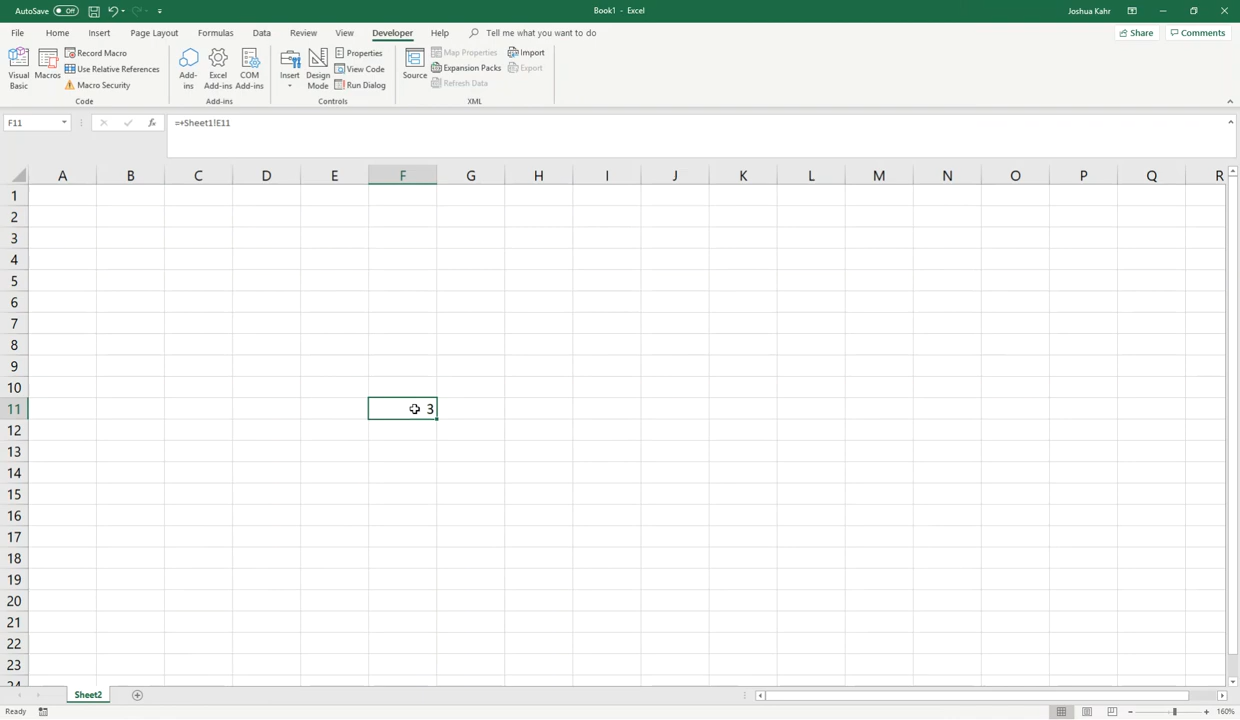 AutoSave Off Book1 - Excel Joshua Kahr
File Home Insert Page Layout Formulas Data Review View Developer Help Tell me what you want to do Share Comments
Visual Basic
Macros
Record Macro
Use Relative References
Macro Security
Code
Add-ins
Excel Add-ins
COM Add-ins
Add-ins
Insert
Design Mode
Properties
View Code
Run Dialog
Controls
Source
Map Properties
Expansion Packs
Refresh Data
Import
Export
XML
F11 fx =+Sheet1!E11
A B C D E F G H I J K L M N O P Q R
1
2
3
4
5
6
7
8
9
10
11 3
12
13
14
15
16
17
18
19
20
21
22
23
24
Sheet2
Ready 160%